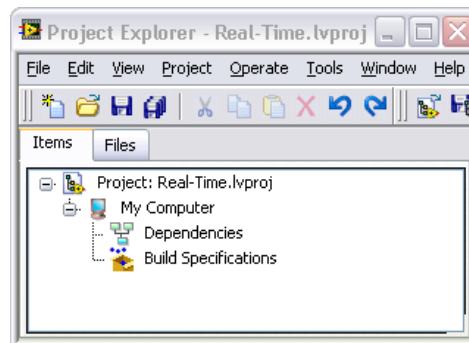 Project Explorer - Real-Time.lvproj
File Edit View Project Operate Tools Window Help
Items Files
Project: Real-Time.lvproj
My Computer
Dependencies
Build Specifications